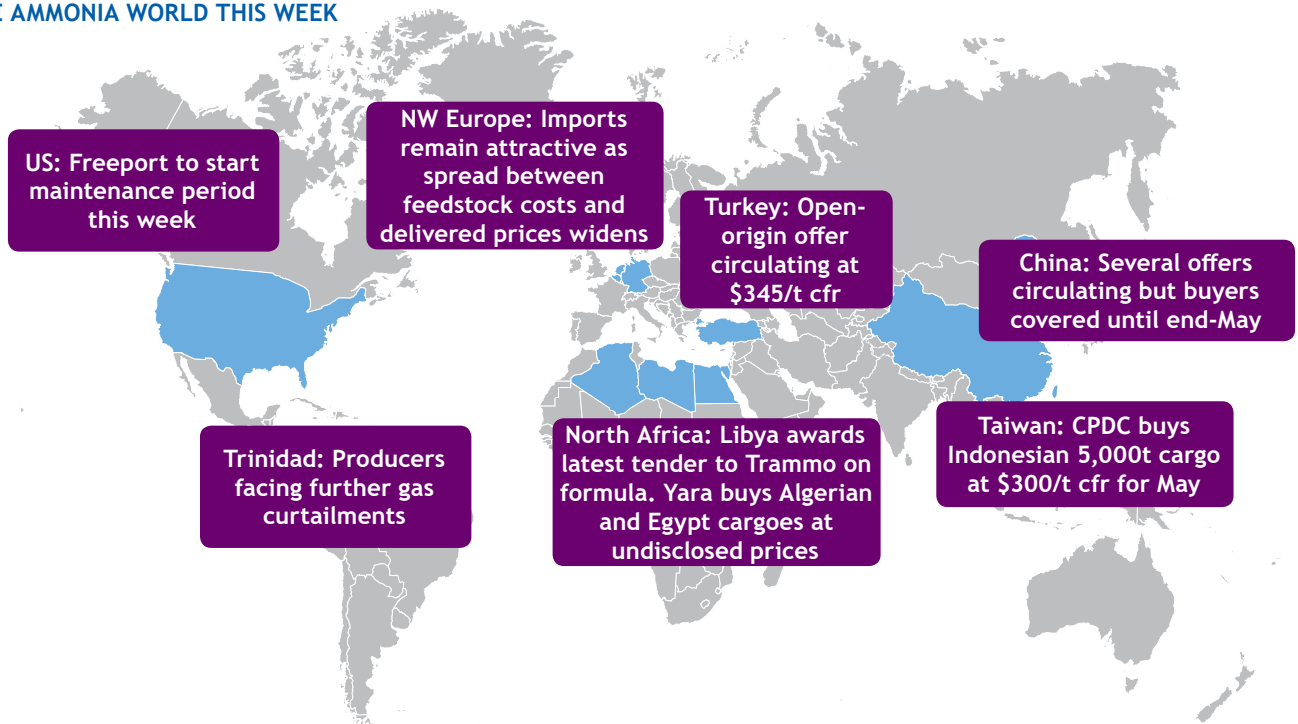 AMMONIA WORLD THIS WEEK
US: Freeport to start
maintenance period
this week
NW Europe: Imports
remain attractive as
spread between
feedstock costs and
delivered prices widens
Turkey: Open-
origin offer
circulating at
$345/t cfr
China: Several offers
circulating but buyers
covered until end-May
Trinidad: Producers
facing further gas
curtailments
North Africa: Libya awards
latest tender to Trammo on
formula. Yara buys Algerian
and Egypt cargoes at
undisclosed prices
Taiwan: CPDC buys
Indonesian 5,000t cargo
at $300/t cfr for May